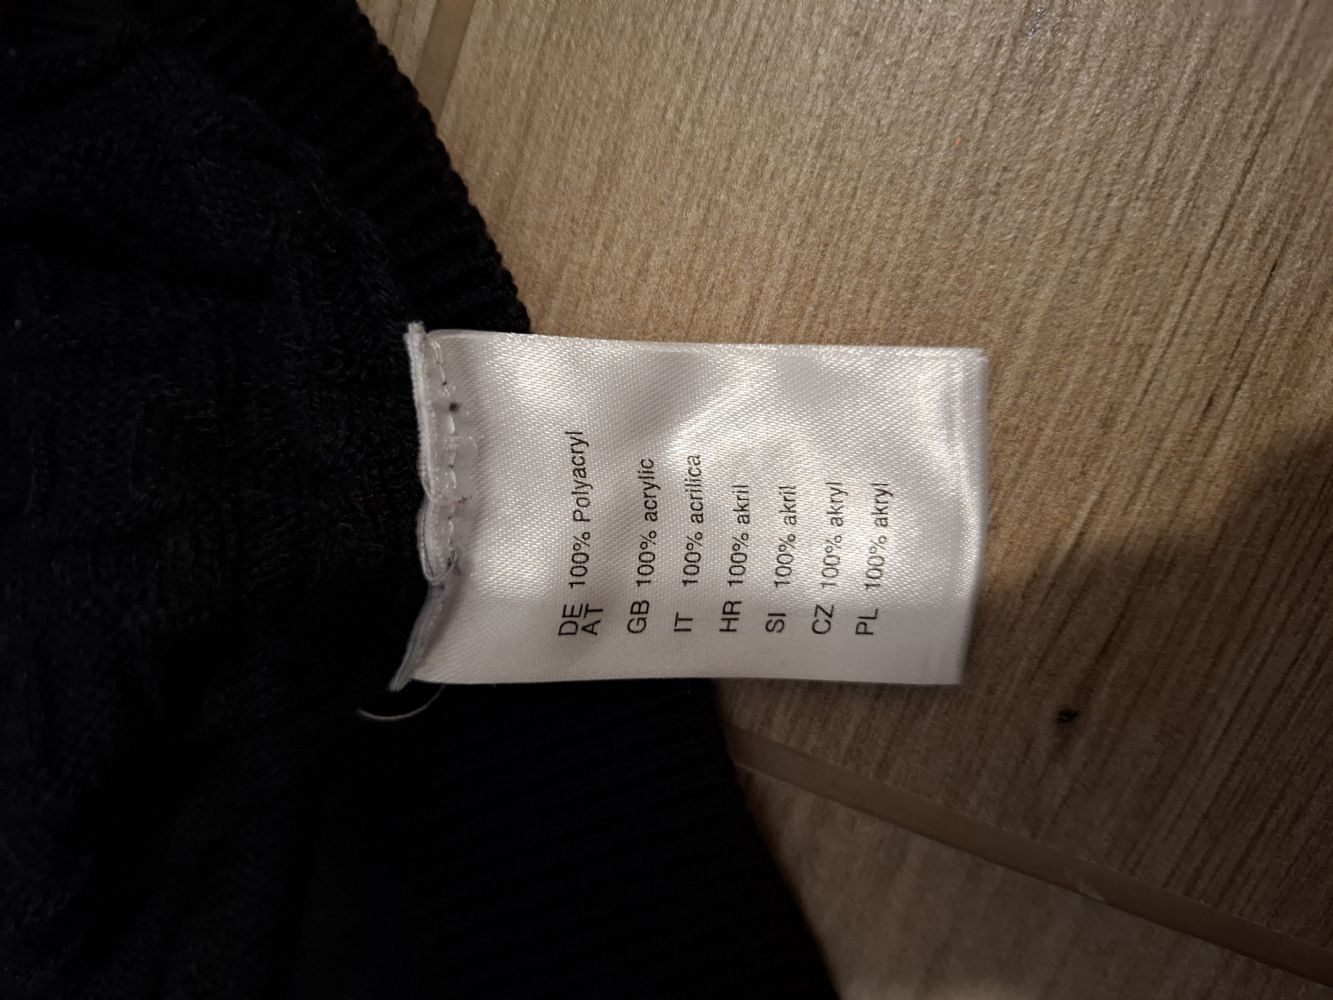 DE 100% Polyacryl
AT
GB 100% acrylic
IT 100% acrilica
HR 100% akril
SI 100% akril
CZ 100% akryl
PL 100% akryl